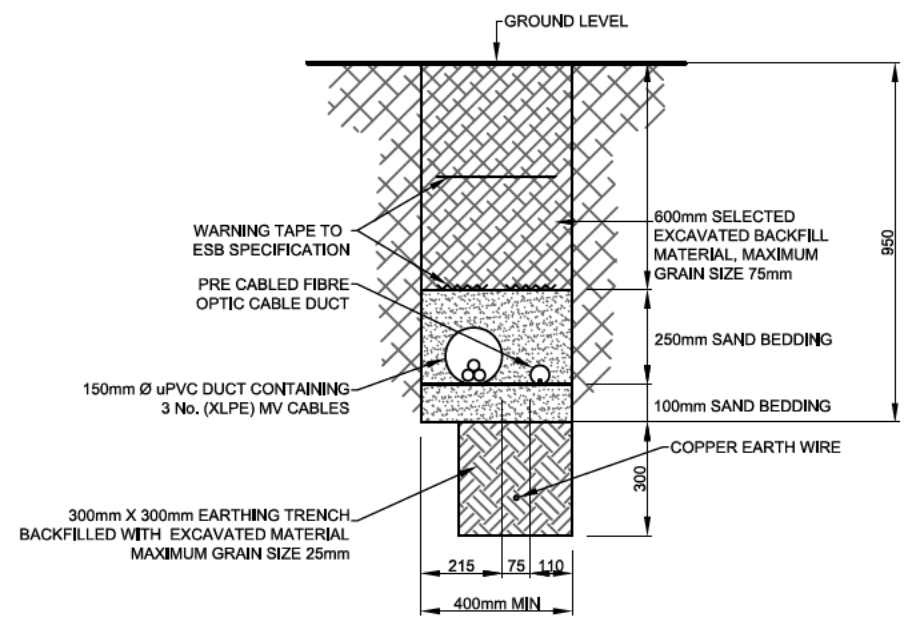 GROUND LEVEL
WARNING TAPE TO
ESB SPECIFICATION
600mm SELECTED
EXCAVATED BACKFILL
MATERIAL, MAXIMUM
GRAIN SIZE 75mm
950
PRE CABLED FIBRE
OPTIC CABLE DUCT
250mm SAND BEDDING
150mm Ø uPVC DUCT CONTAINING
3 No. (XLPE) MV CABLES
100mm SAND BEDDING
COPPER EARTH WIRE
300
300mm X 300mm EARTHING TRENCH
BACKFILLED WITH EXCAVATED MATERIAL
MAXIMUM GRAIN SIZE 25mm
215
75
110
400mm MIN